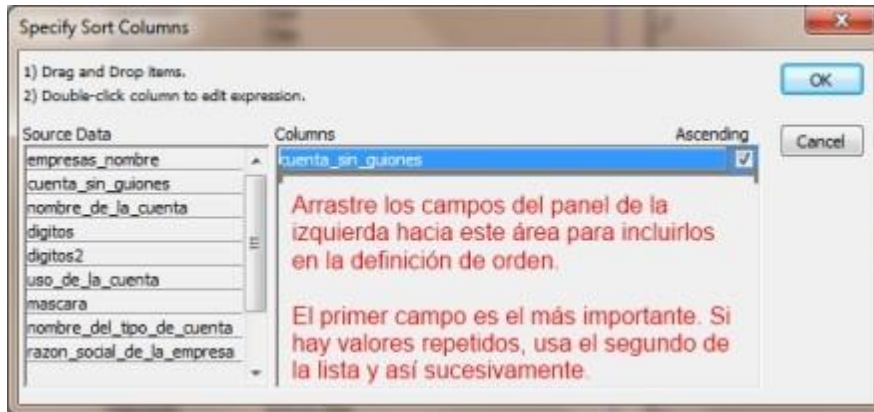 Specify Sort Columns
1) Drag and Drop items.
2) Double-click column to edit expression.
OK
Cancel
Source Data
empresas_nombre
cuenta_sin_guiones
nombre_de_la_cuenta
digitos
digitos2
uso_de_la_cuenta
mascara
nombre_del_tipo_de_cuenta
razon_social_de_la_empresa
Columns Ascending
cuenta_sin_guiones
Arrastre los campos del panel de la
izquierda hacia este área para incluirlos
en la definición de orden.
El primer campo es el más importante. Si
hay valores repetidos, usa el segundo de
la lista y así sucesivamente.